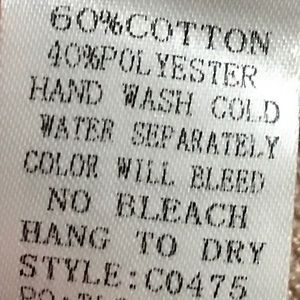 60%COTTON
40%POLYESTER
HAND WASH COLD
WATER SEPARATELY
COLOR WILL BLEED
NO BLEACH
HANG TO DRY
STYLE:C0475